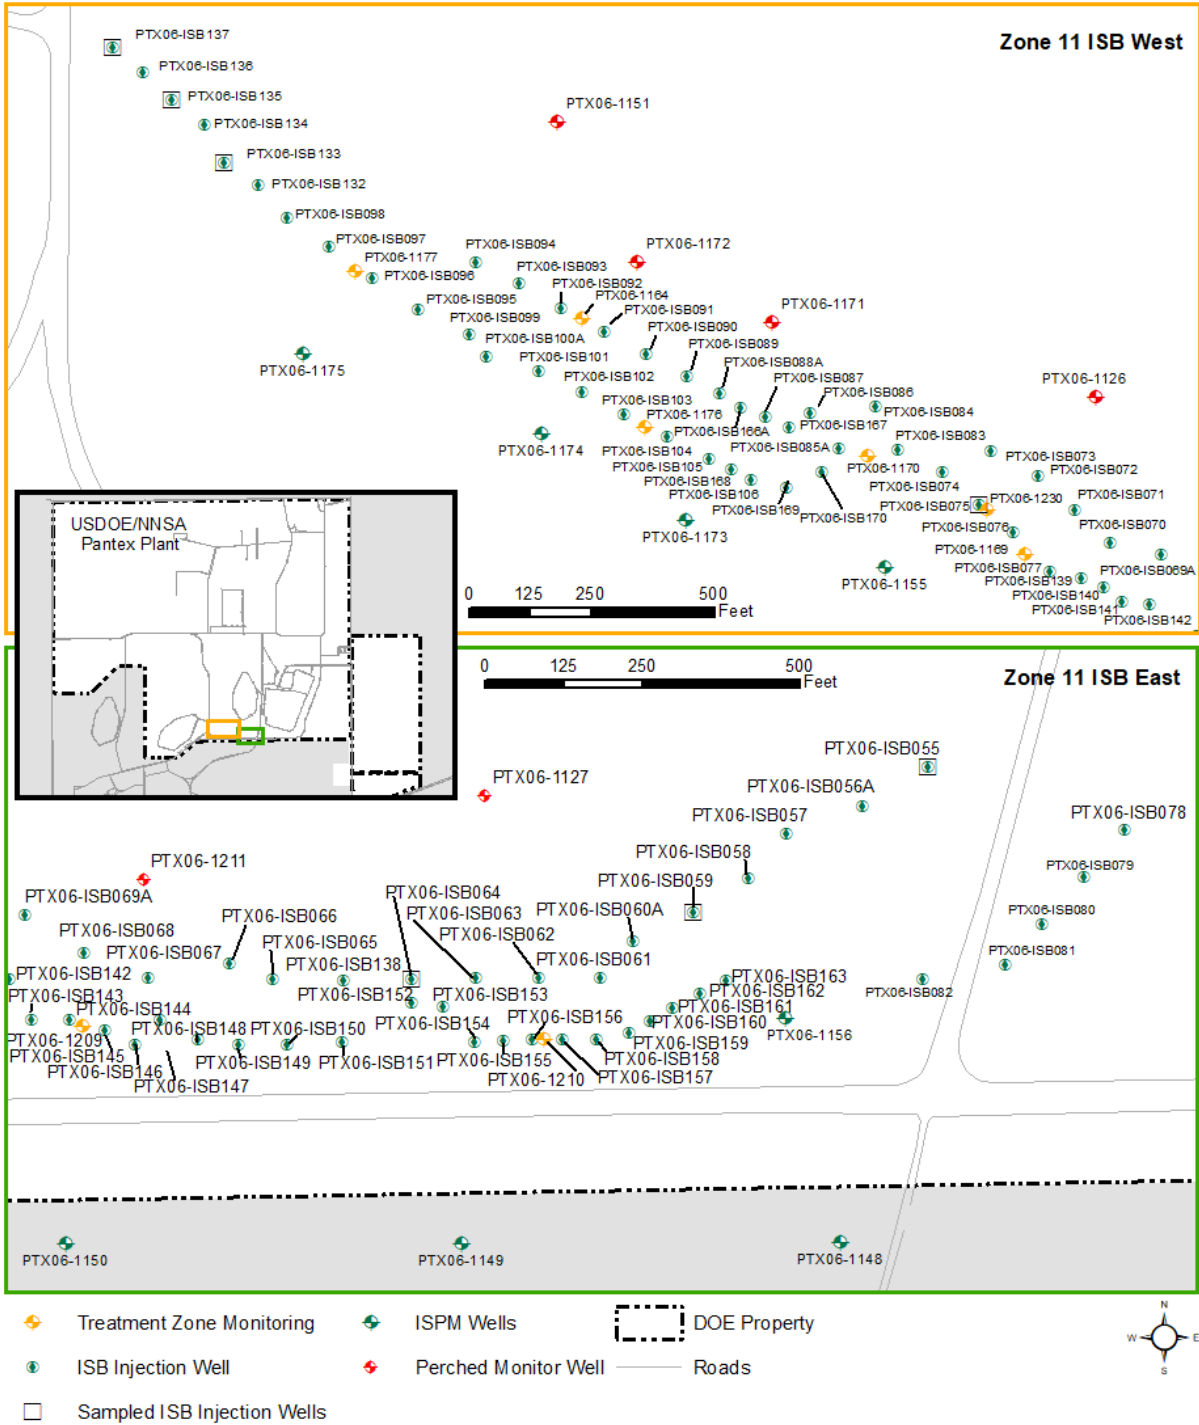 PTX06-ISB137
Zone 11 ISB West
PTX06-ISB136
PTX06-ISB135
PTX06-1151
PTX06-ISB134
PTX06-ISB133
PTX06-ISB132
PTX06-ISB098
PTX06-ISB097
PTX06-ISB094
PTX06-1172
PTX06-1177
PTX06-ISB093
PTX06-ISB096
PTX06-ISB092
PTX06-1164
PTX06-ISB095
PTX06-ISB091
PTX06-1171
PTX06-ISB099
PTX06-ISB090
PTX06-ISB100A
PTX06-ISB089
PTX06-ISB101
PTX06-ISB088A
PTX06-1175
PTX06-ISB102
PTX06-ISB087
PTX06-1126
PTX06-ISB086
PTX06-ISB103
PTX06-ISB084
PTX06-1176
PTX06-ISB167
PTX06-ISB166A
PTX06-ISB083
PTX06-1174
PTX06-ISB104
PTX06-ISB085A
PTX06-ISB073
PTX06-ISB105
PTX06-1170
PTX06-ISB072
PTX06-ISB168
PTX06-ISB074
PTX06-ISB106
PTX06-ISB071
PTX06-1230
PTX06-ISB075
PTX06-ISB169
PTX06-ISB170
PTX06-ISB070
PTX06-ISB076
PTX06-1173
PTX06-1169
PTX06-ISB077
PTX06-ISB069A
PTX06-1155
PTX06-ISB139
PTX06-ISB140
PTX06-ISB141
PTX06-ISB142
0 125 250 500
Feet
USDOE/NNSA
Pantex Plant
0 125 250 500
Feet
Zone 11 ISB East
PTX06-ISB055
PTX06-1127
PTX06-ISB056A
PTX06-ISB057
PTX06-ISB078
PTX06-ISB058
PTX06-1211
PTX06-ISB079
PTX06-ISB059
PTX06-ISB064
PTX06-ISB069A
PTX06-ISB066
PTX06-ISB063
PTX06-ISB060A
PTX06-ISB080
PTX06-ISB068
PTX06-ISB062
PTX06-ISB065
PTX06-ISB067
PTX06-ISB081
PTX06-ISB138
PTX06-ISB061
PTX06-ISB142
PTX06-ISB163
PTX06-ISB082
PTX06-ISB143
PTX06-ISB152
PTX06-ISB153
PTX06-ISB162
PTX06-ISB144
PTX06-ISB161
PTX06-ISB156
PTX06-ISB148
PTX06-ISB150
PTX06-ISB154
PTX06-ISB160
PTX06-1156
PTX06-1209
PTX06-ISB159
PTX06-ISB145
PTX06-ISB149
PTX06-ISB151
PTX06-ISB155
PTX06-ISB158
PTX06-ISB146
PTX06-ISB157
PTX06-1210
PTX06-ISB147
PTX06-1150
PTX06-1149
PTX06-1148
Treatment Zone Monitoring
ISPM Wells
DOE Property
ISB Injection Well
Perched Monitor Well
Roads
Sampled ISB Injection Wells
N
W E
S